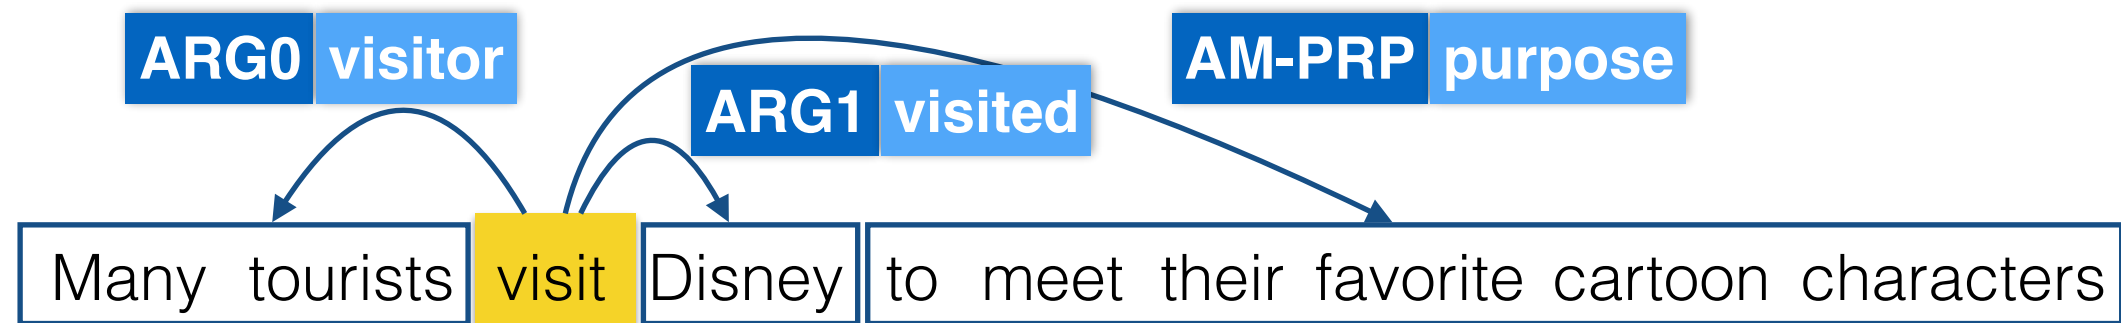 ARG0 visitor
AM-PRP purpose
ARG1 visited
Many tourists visit Disney to meet their favorite cartoon characters